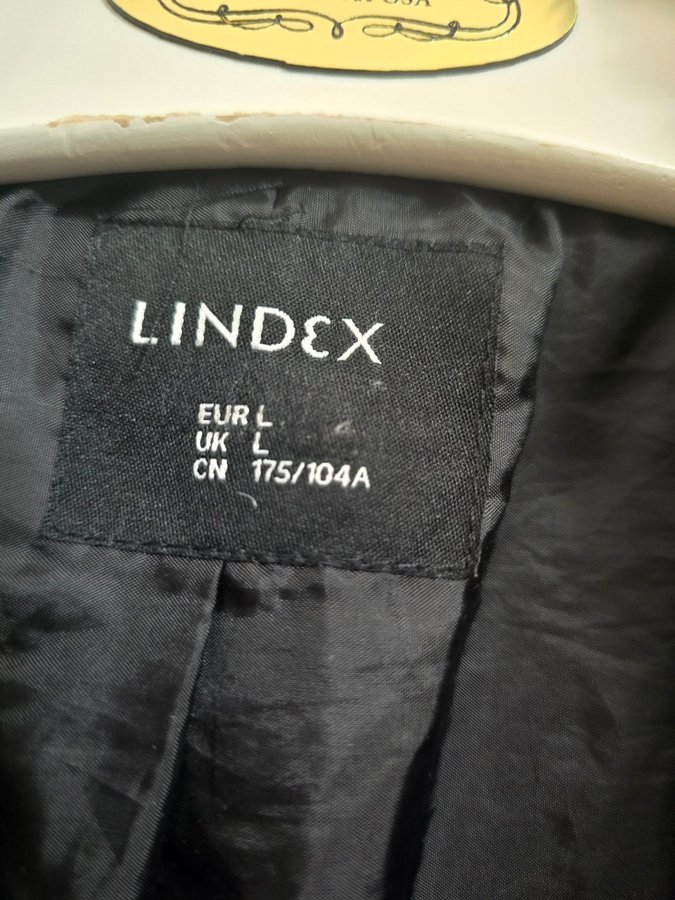 LINDEX
EUR L
UK L
CN 175/104A